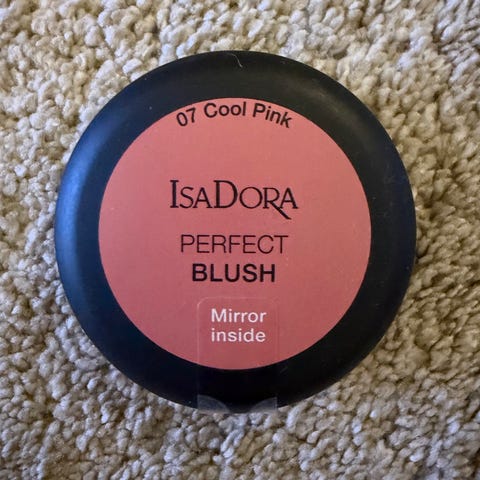 07 Cool Pink
ISADORA
PERFECT
BLUSH
Mirror
inside